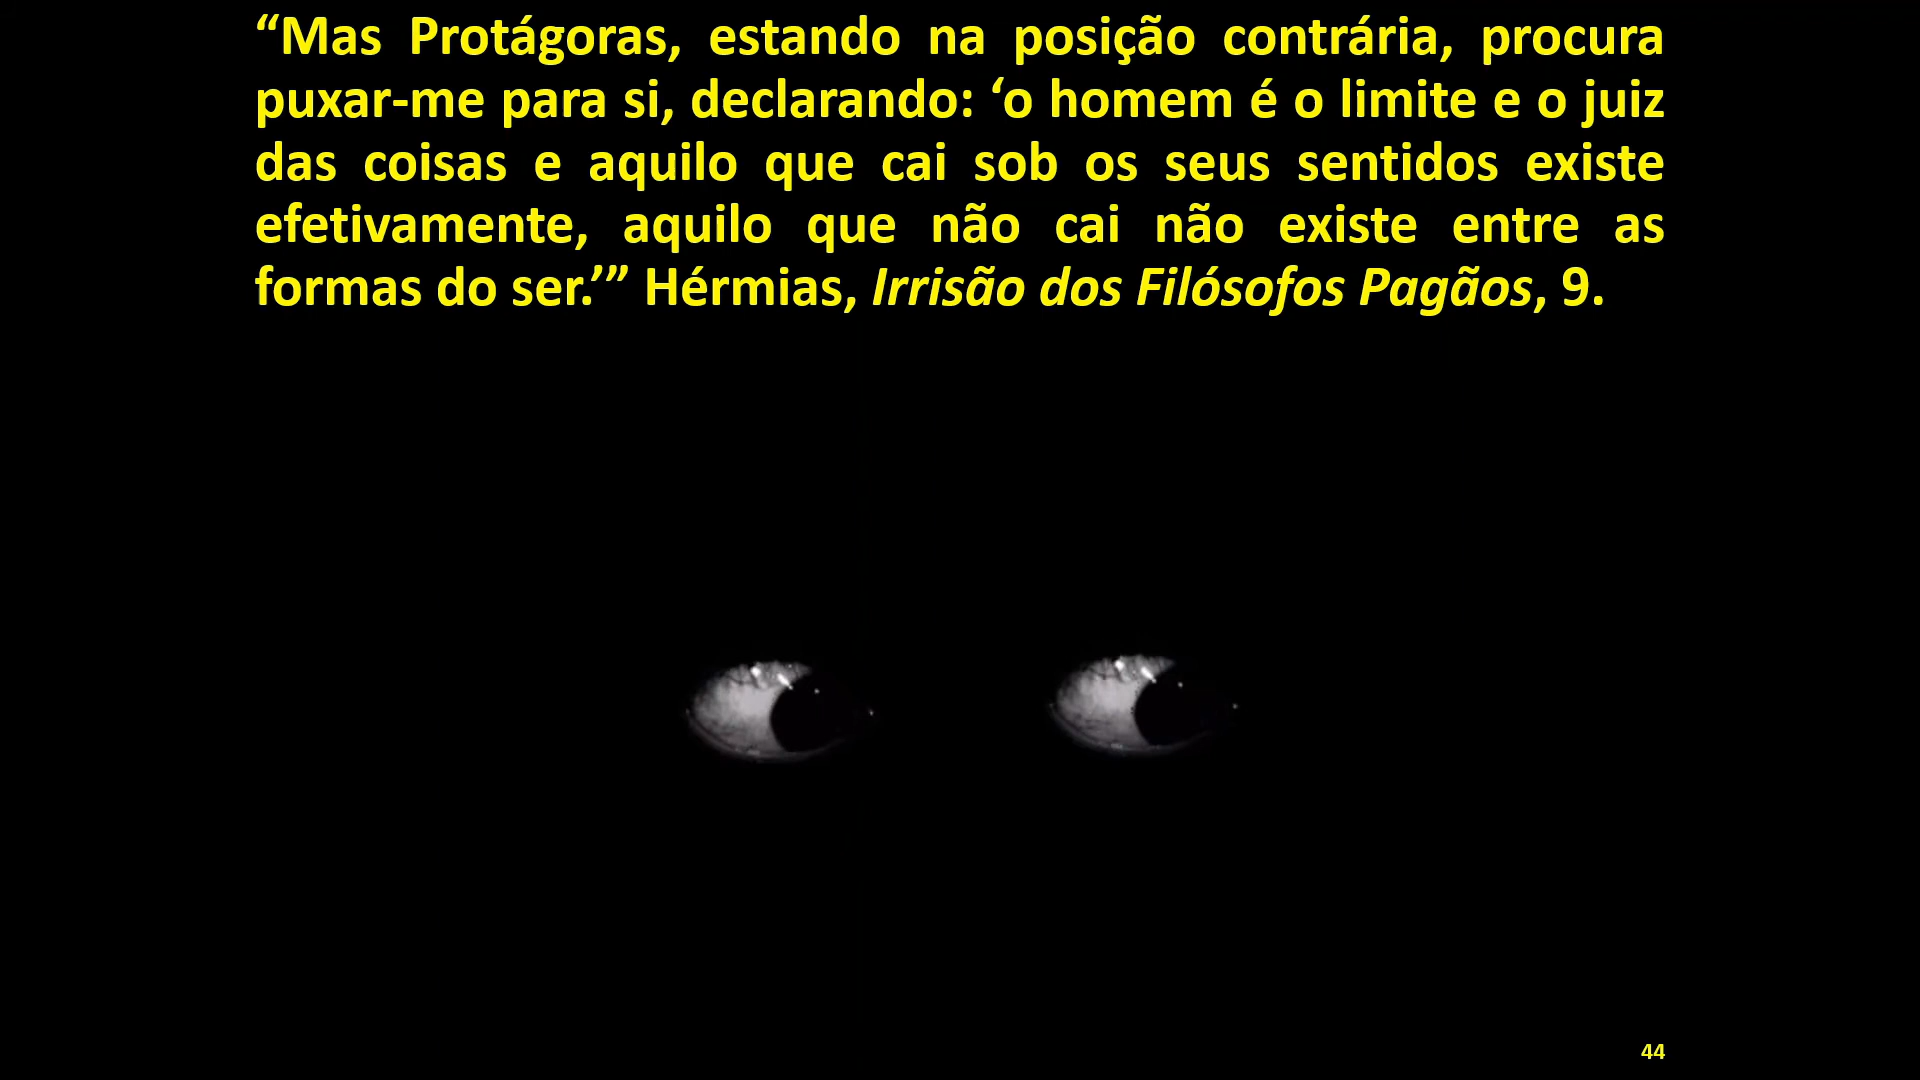 “Mas Protágoras, estando na posição contrária, procura
puxar-me para si, declarando: ‘o homem é o limite e o juiz
das coisas e aquilo que cai sob os seus sentidos existe
efetivamente, aquilo que não cai não existe entre as
formas do ser.’” Hérmias, Irrisão dos Filósofos Pagãos, 9.
44